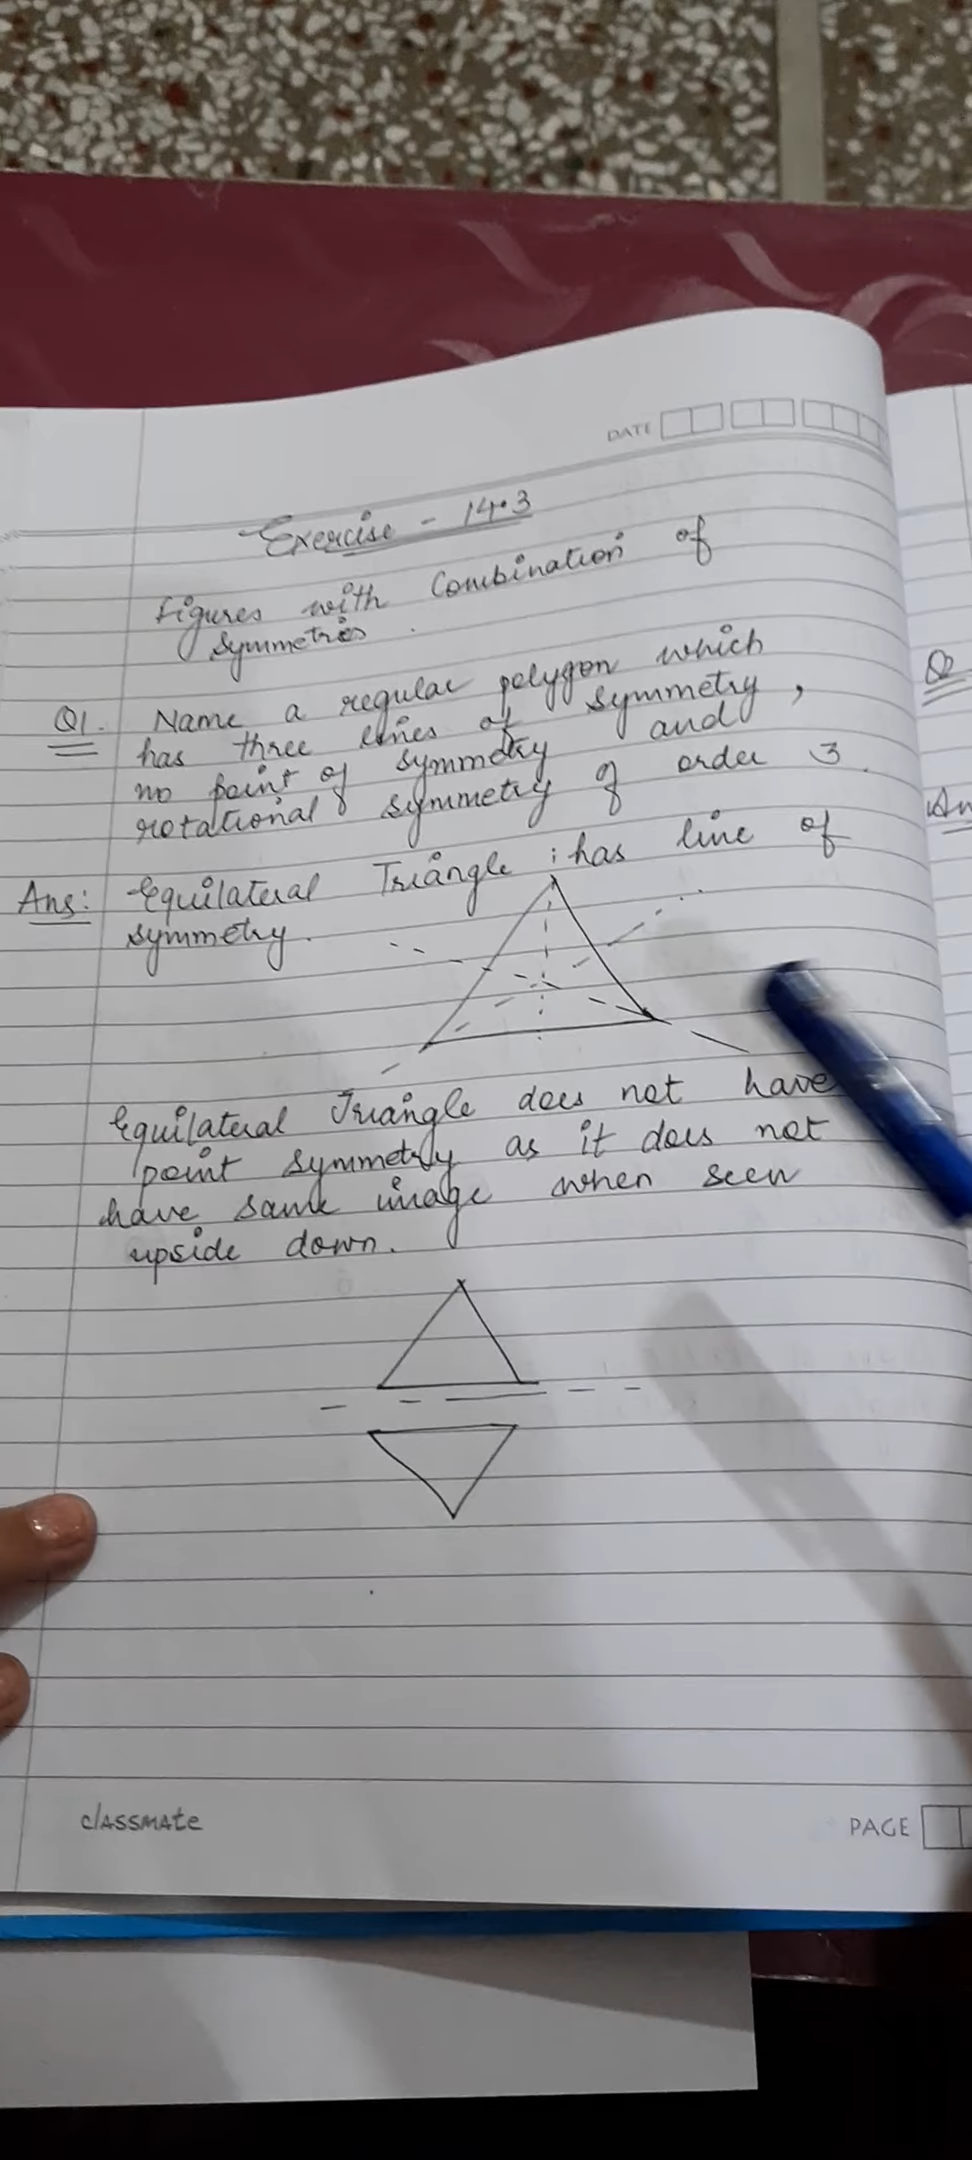 DATE
Exercise - 14.3
figures with Combination of
symmetries.
Q1. Name a regular polygon which
has three lines of symmetry,
no point of symmetry and
rotational symmetry of order 3.
Ans: Equilateral Triangle : has line of
symmetry.
Equilateral Triangle does not have
point symmetry as it does not
have same image when seen
upside down.
Q
An
classmate
PAGE